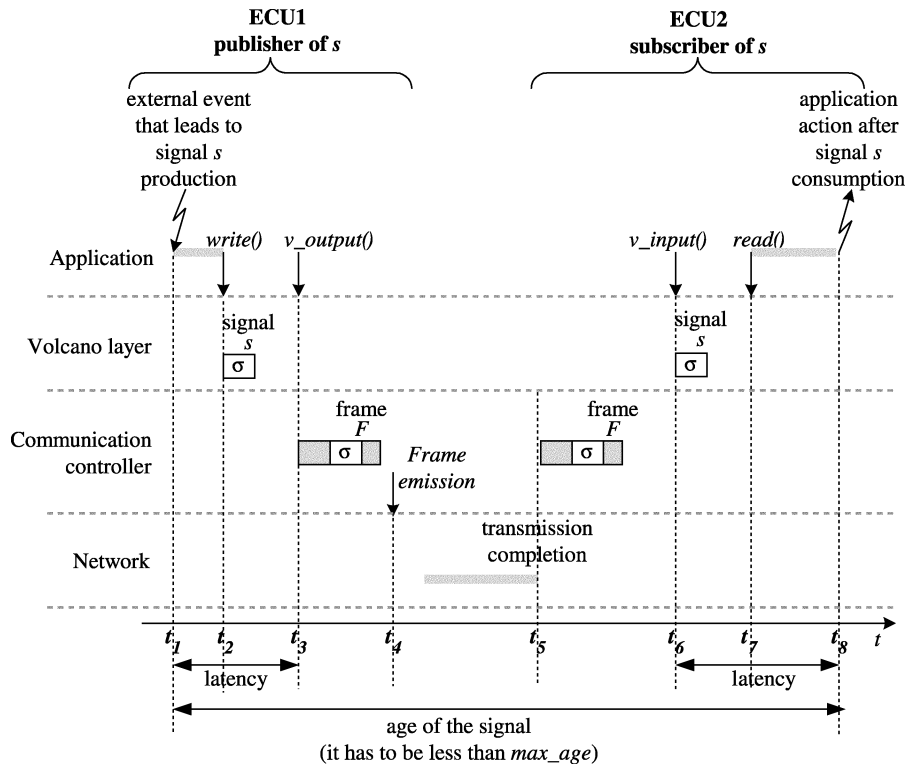 ECU1
publisher of s
ECU2
subscriber of s
external event
that leads to
signal s
production
application
action after
signal s
consumption
write()
v_output()
v_input()
read()
Application
signal
s
signal
s
Volcano layer
σ
σ
frame
F
frame
F
Communication
controller
σ
σ
Frame
emission
transmission
completion
Network
t1 t2 t3 t4 t5 t6 t7 t8 t
latency
latency
age of the signal
(it has to be less than max_age)